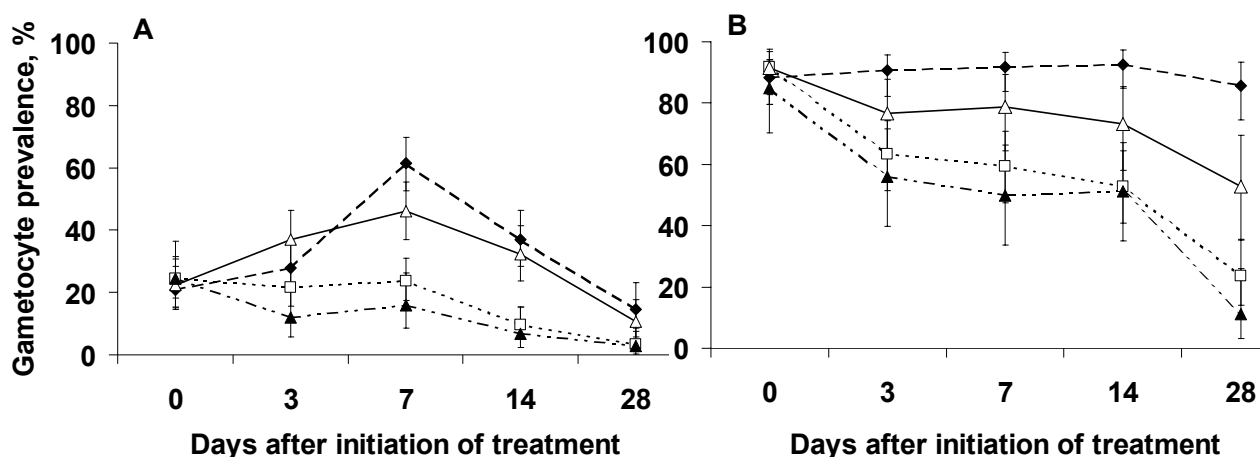 Gametocyte prevalence, %
A
100
80
60
40
20
0
0 3 7 14 28
Days after initiation of treatment
B
100
80
60
40
20
0
0 3 7 14 28
Days after initiation of treatment